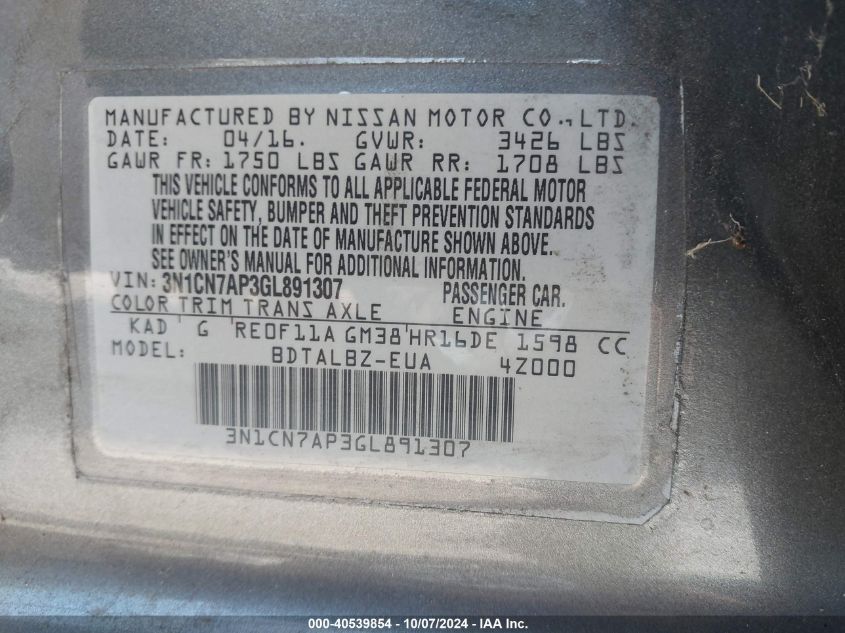 MANUFACTURED BY NISSAN MOTOR CO., LTD.
DATE: 04/16. GVWR: 3426 LBS
GAWR FR: 1750 LBS GAWR RR: 1708 LBS
THIS VEHICLE CONFORMS TO ALL APPLICABLE FEDERAL MOTOR
VEHICLE SAFETY, BUMPER AND THEFT PREVENTION STANDARDS
IN EFFECT ON THE DATE OF MANUFACTURE SHOWN ABOVE.
SEE OWNER'S MANUAL FOR ADDITIONAL INFORMATION.
VIN: 3N1CN7AP3GL891307 PASSENGER CAR.
COLOR TRIM TRANS AXLE ENGINE
KAD G RE0F11A GM38 HR16DE 1598 CC
MODEL: BDTALBZ-EUA 4Z000
3N1CN7AP3GL891307
000-40539854 - 10/07/2024 - IAA Inc.